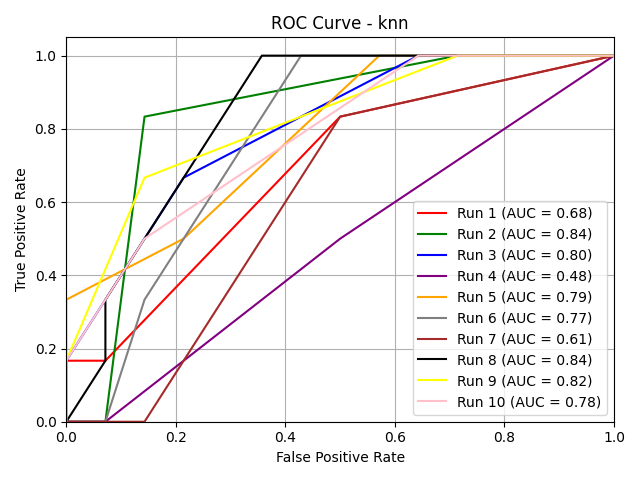 ROC Curve - knn
True Positive Rate
1.0
0.8
0.6
0.4
0.2
0.0
0.0 0.2 0.4 0.6 0.8 1.0
False Positive Rate
Run 1 (AUC = 0.68)
Run 2 (AUC = 0.84)
Run 3 (AUC = 0.80)
Run 4 (AUC = 0.48)
Run 5 (AUC = 0.79)
Run 6 (AUC = 0.77)
Run 7 (AUC = 0.61)
Run 8 (AUC = 0.84)
Run 9 (AUC = 0.82)
Run 10 (AUC = 0.78)